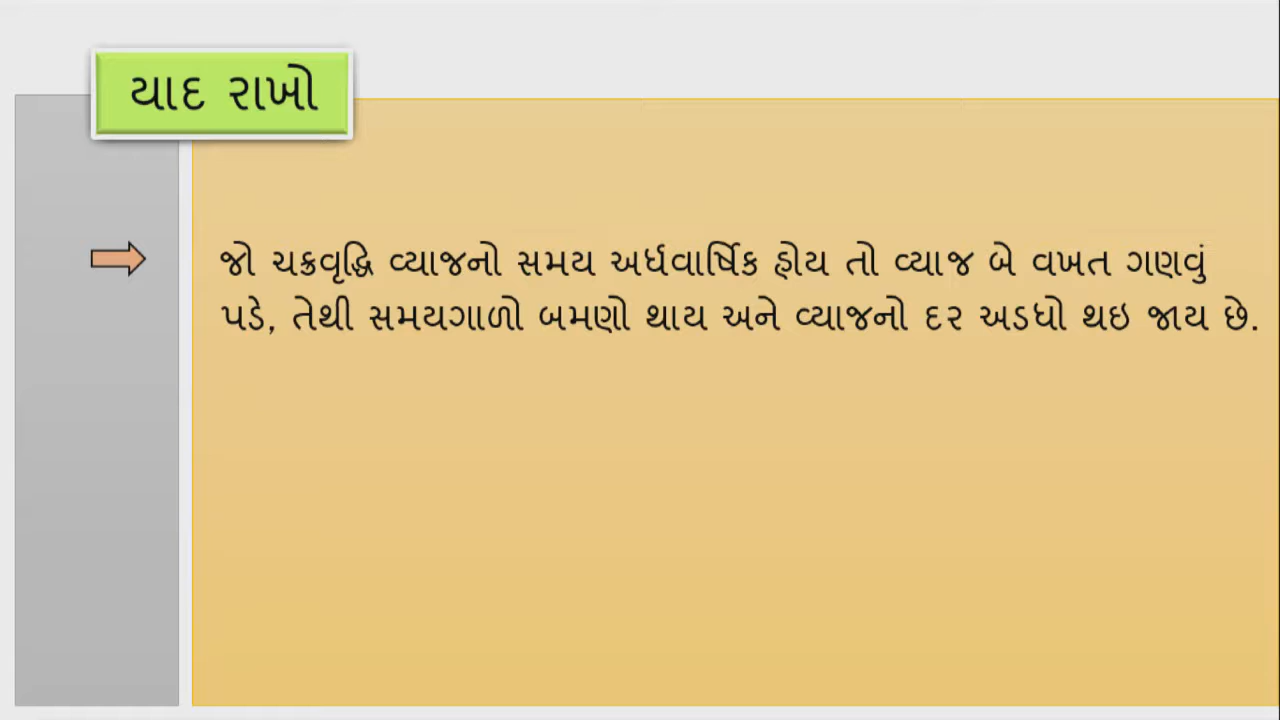 યાદ રાખો
જો ચક્રવૃદ્ધિ વ્યાજનો સમય અર્ધવાર્ષિક હોય તો વ્યાજ બે વખત ગણવું
પડે, તેથી સમયગાળો બમણો થાય અને વ્યાજનો દર અડધો થઇ જાય છે.